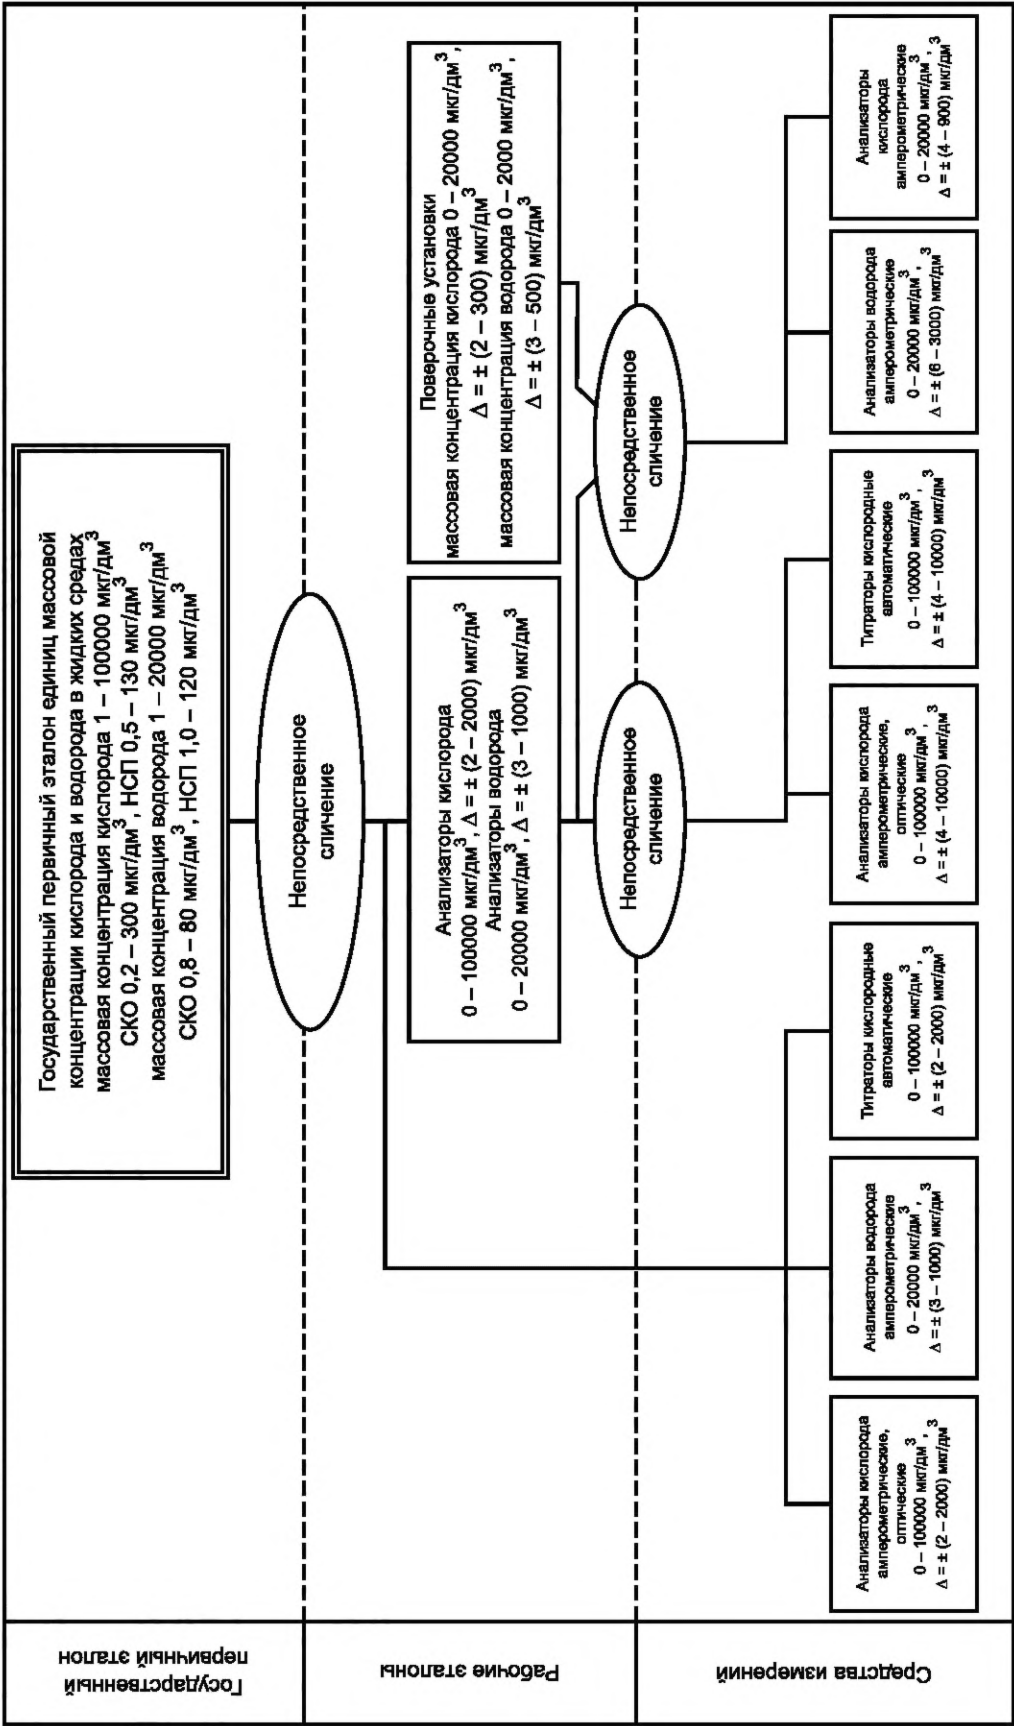 Государственный
первичный эталон
Государственный первичный эталон единиц массовой
концентрации кислорода и водорода в жидких средах
массовая концентрация кислорода 1 – 100000 мкг/дм³
СКО 0,2 – 300 мкг/дм³, НСП 0,5 – 130 мкг/дм³
массовая концентрация водорода 1 – 20000 мкг/дм³
СКО 0,8 – 80 мкг/дм³, НСП 1,0 – 120 мкг/дм³
Непосредственное
сличение
Рабочие эталоны
Анализаторы кислорода
0 – 100000 мкг/дм³, Δ = ± (2 – 2000) мкг/дм³
Анализаторы водорода
0 – 20000 мкг/дм³, Δ = ± (3 – 1000) мкг/дм³
Поверочные установки
массовая концентрация кислорода 0 – 20000 мкг/дм³,
Δ = ± (2 – 300) мкг/дм³
массовая концентрация водорода 0 – 2000 мкг/дм³,
Δ = ± (3 – 500) мкг/дм³
Непосредственное
сличение
Непосредственное
сличение
Средства измерений
Анализаторы кислорода
амперометрические,
оптические
0 – 100000 мкг/дм³,
Δ = ± (2 – 2000) мкг/дм³
Анализаторы водорода
амперометрические
0 – 20000 мкг/дм³,
Δ = ± (3 – 1000) мкг/дм³
Титраторы кислородные
автоматические
0 – 100000 мкг/дм³,
Δ = ± (2 – 2000) мкг/дм³
Анализаторы кислорода
амперометрические,
оптические
0 – 100000 мкг/дм³,
Δ = ± (4 – 10000) мкг/дм³
Титраторы кислородные
автоматические
0 – 100000 мкг/дм³,
Δ = ± (4 – 10000) мкг/дм³
Анализаторы водорода
амперометрические
0 – 20000 мкг/дм³,
Δ = ± (6 – 3000) мкг/дм³
Анализаторы
кислорода
амперометрические
0 – 20000 мкг/дм³,
Δ = ± (4 – 900) мкг/дм³